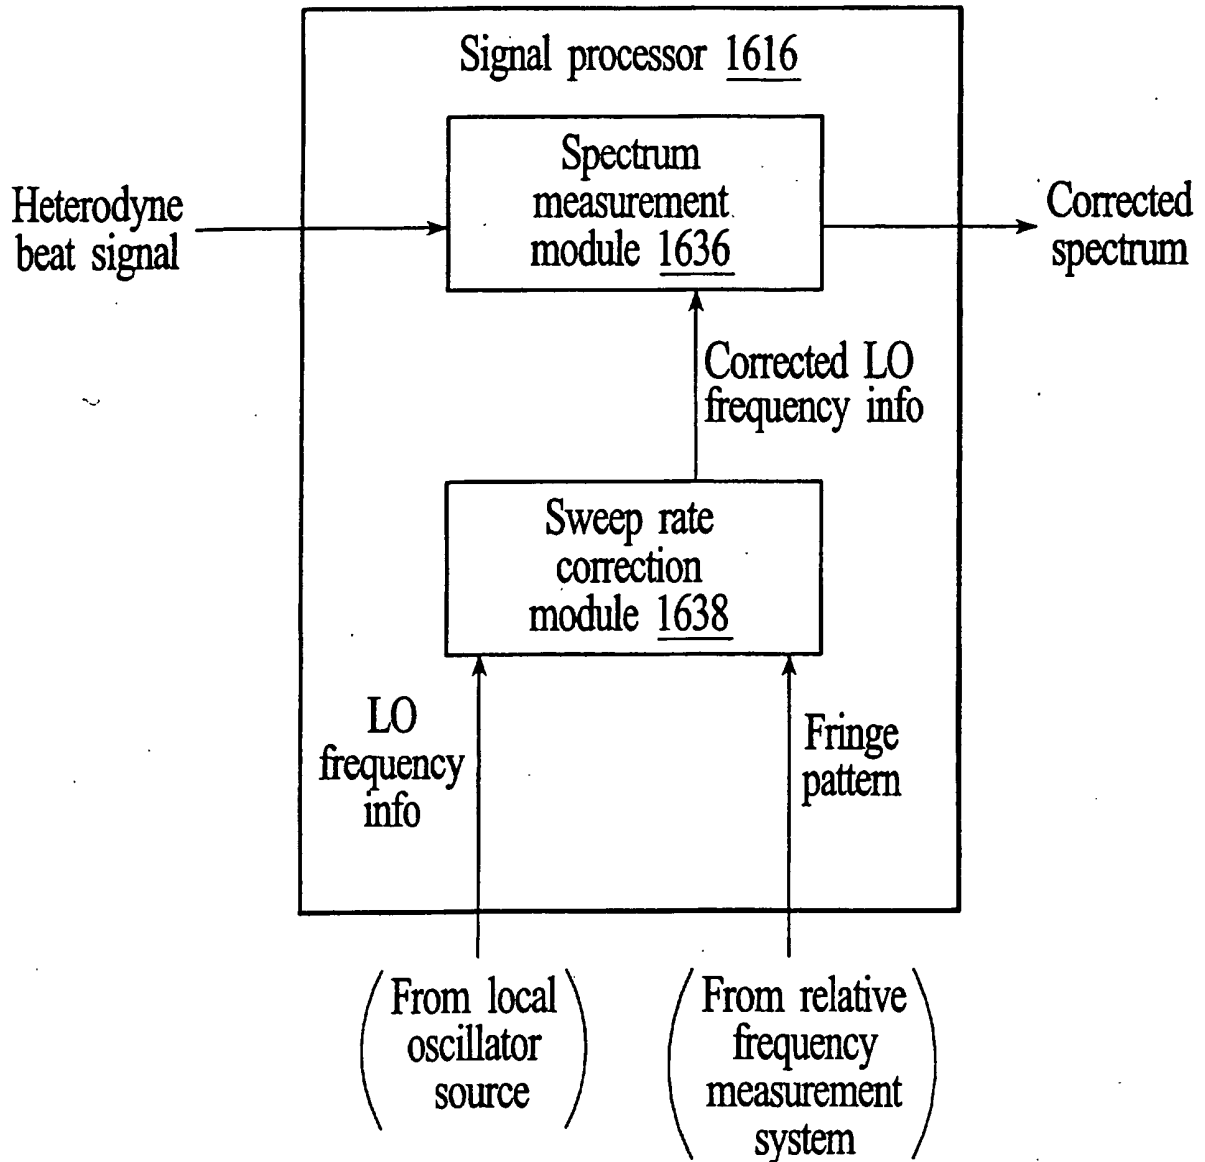 Signal processor 1616
Spectrum
measurement
module 1636
Heterodyne
beat signal
Corrected
spectrum
Corrected LO
frequency info
Sweep rate
correction
module 1638
LO
frequency
info
Fringe
pattern
(From local
oscillator
source)
(From relative
frequency
measurement
system)